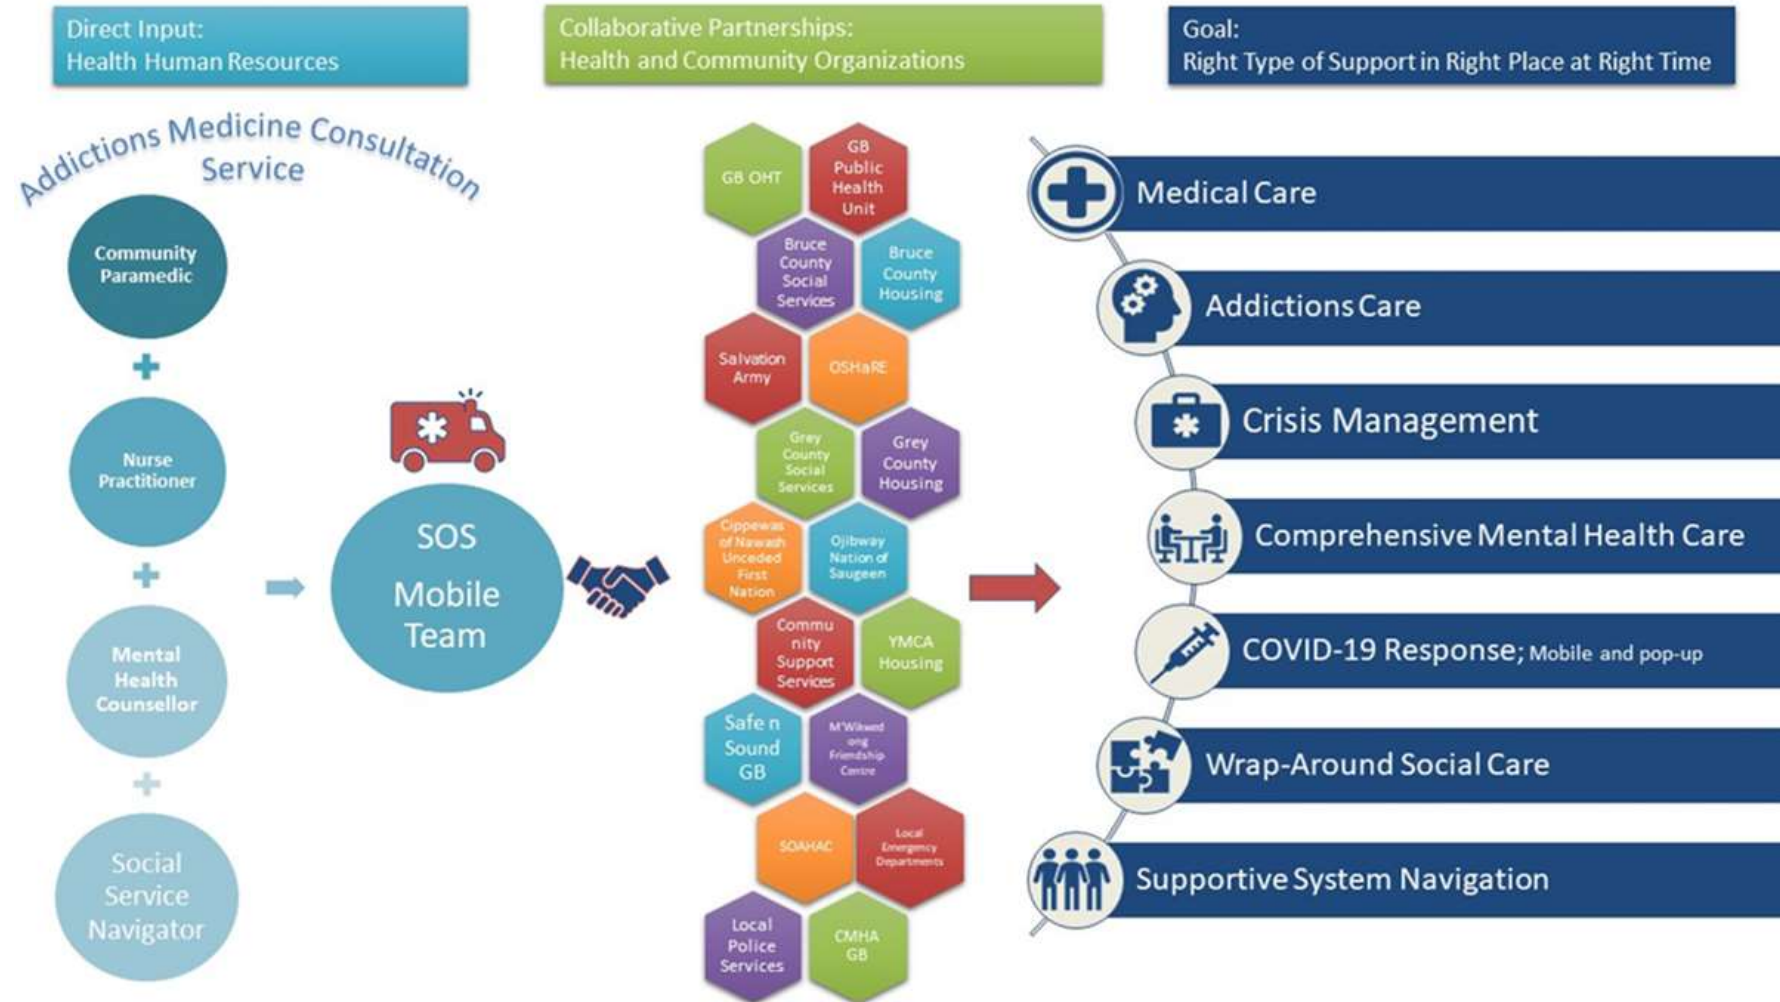 Direct Input:
Health Human Resources
Collaborative Partnerships:
Health and Community Organizations
Goal:
Right Type of Support in Right Place at Right Time
Addictions Medicine Consultation
Service
Community
Paramedic
Nurse
Practitioner
Mental
Health
Counsellor
Social
Service
Navigator
SOS
Mobile
Team
GB OHT
GB
Public
Health
Unit
Bruce
County
Social
Services
Bruce
County
Housing
Salvation
Army
OSHaRE
Grey
County
Social
Services
Grey
County
Housing
Cippewas
of Nawash
Unceded
First
Nation
Ojibway
Nation of
Saugeen
Commu
nity
Support
Services
YMCA
Housing
Safe n
Sound
GB
M'Wikwed
ong
Friendship
Centre
SOAHAC
Local
Emergency
Departments
Local
Police
Services
CMHA
GB
Medical Care
Addictions Care
Crisis Management
Comprehensive Mental Health Care
COVID-19 Response; Mobile and pop-up
Wrap-Around Social Care
Supportive System Navigation